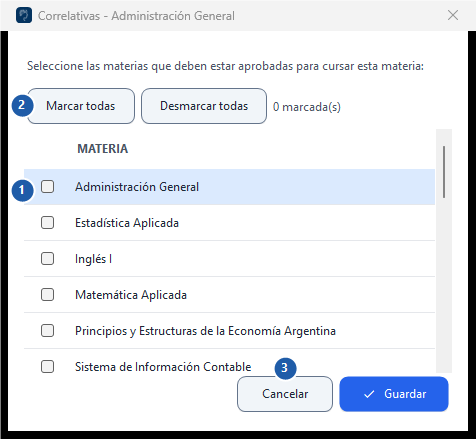 Correlativas - Administración General
Seleccione las materias que deben estar aprobadas para cursar esta materia:
2 Marcar todas Desmarcar todas 0 marcada(s)
MATERIA
1 Administración General
Estadística Aplicada
Inglés I
Matemática Aplicada
Principios y Estructuras de la Economía Argentina
Sistema de Información Contable
3
Cancelar Guardar